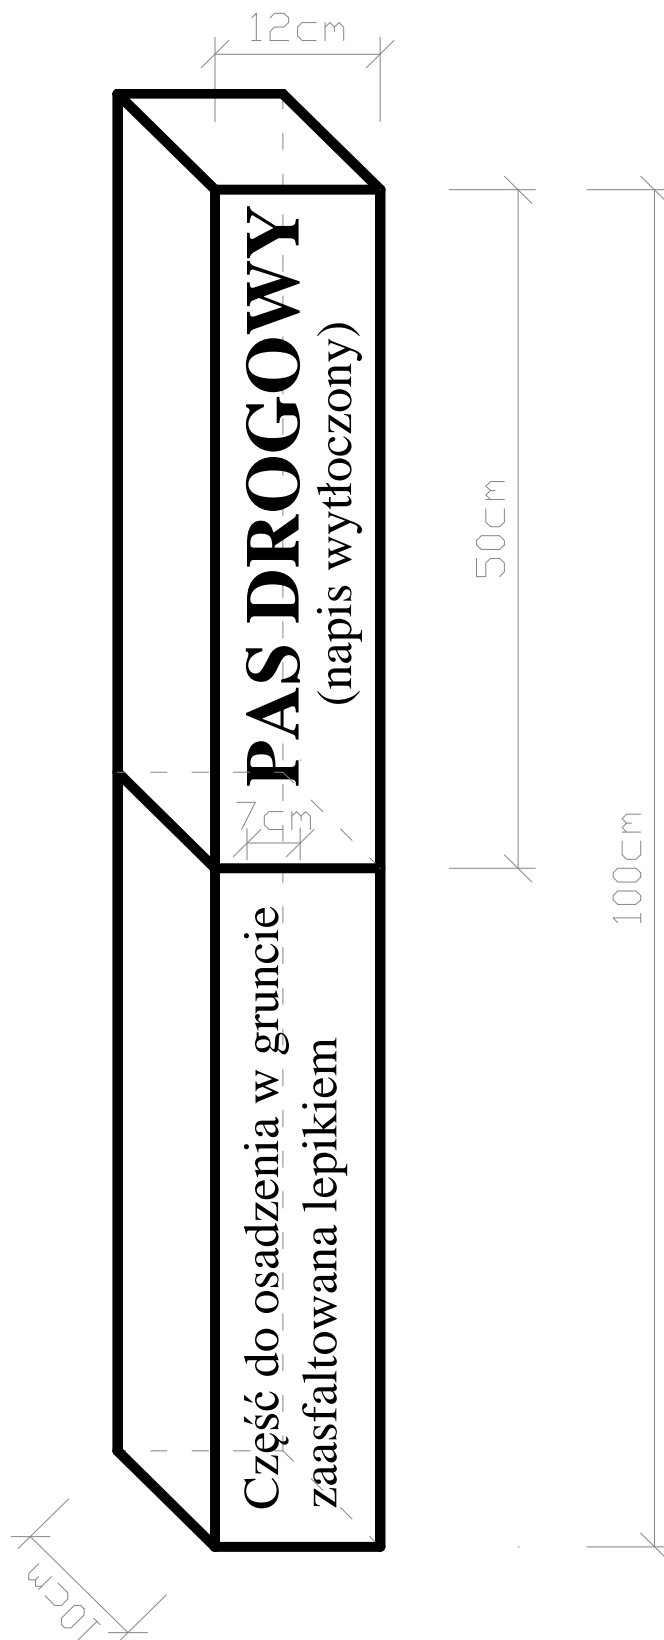 12cm
PAS DROGOWY
(napis wytłoczony)
50cm
7cm
100cm
Część do osadzenia w gruncie
zaasfaltowana lepikiem
10cm